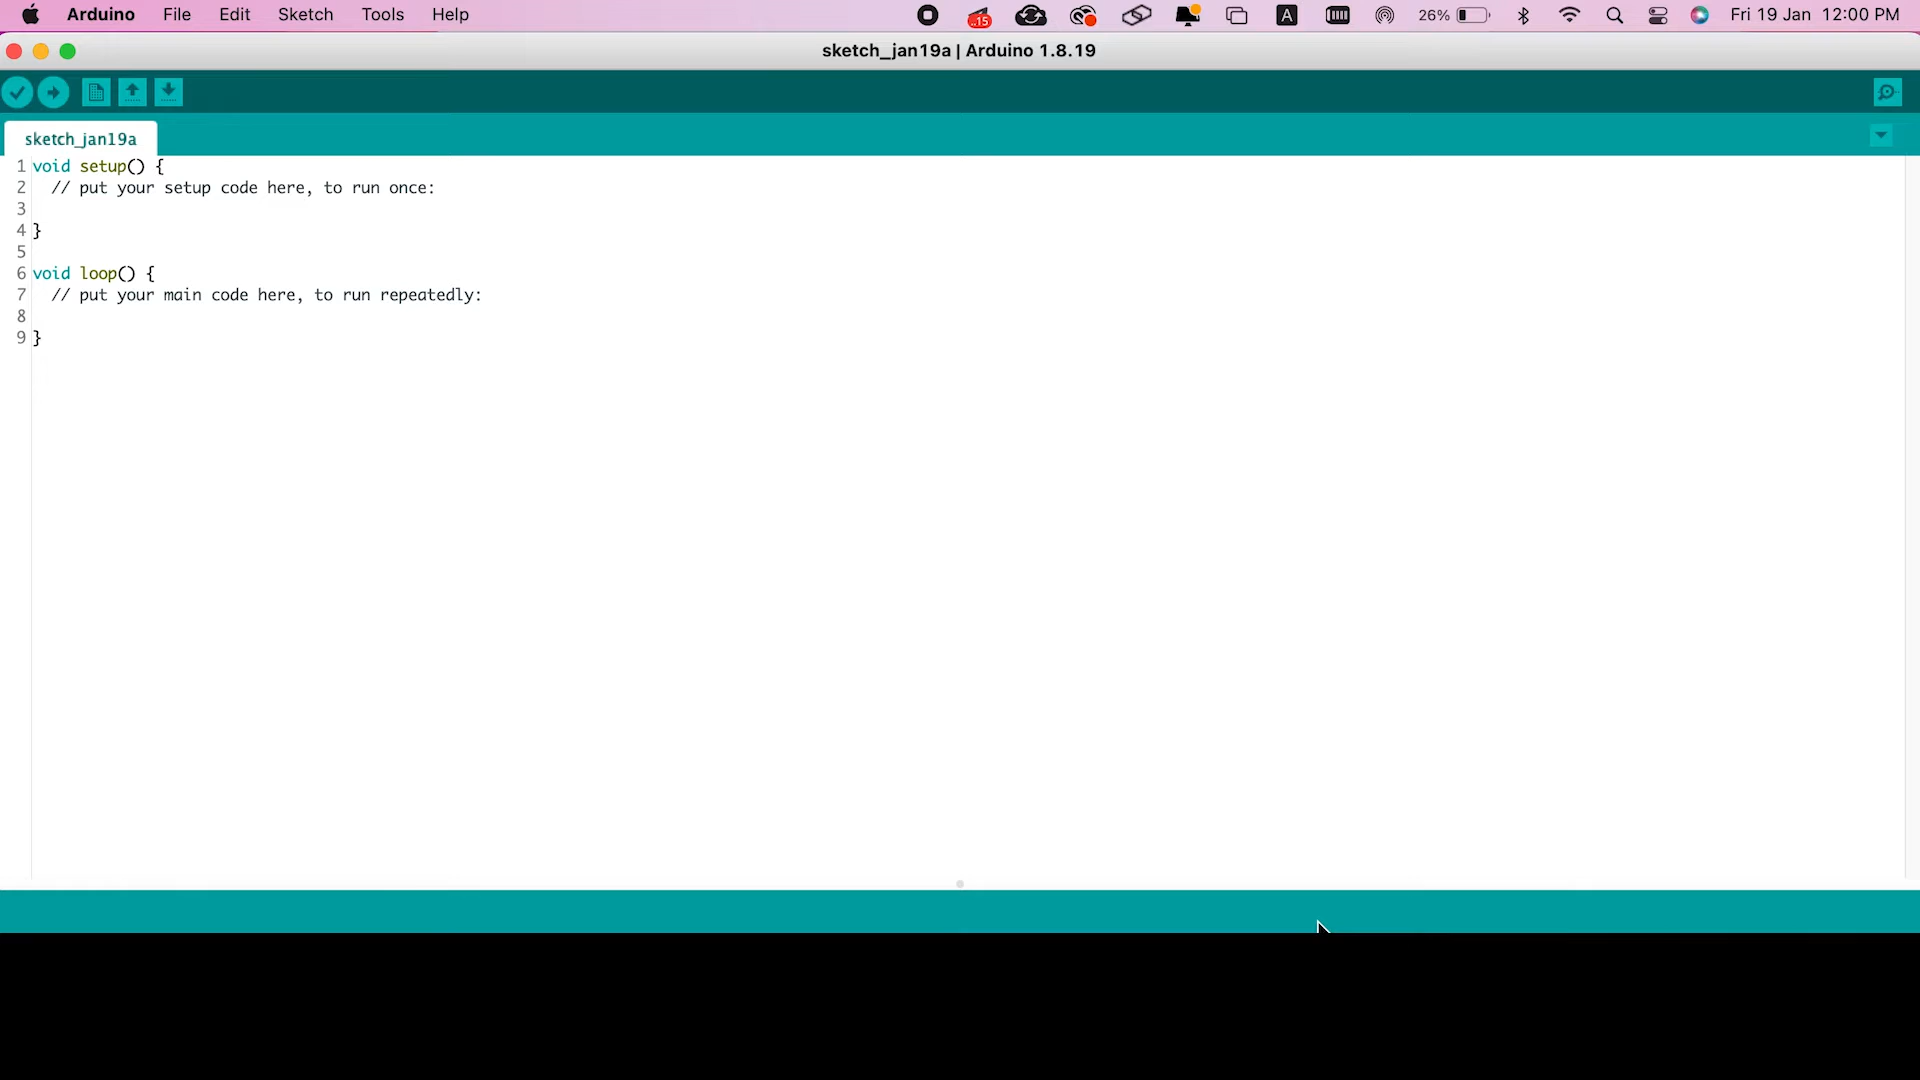 Arduino File Edit Sketch Tools Help ..15 A 26% Fri 19 Jan 12:00 PM
sketch_jan19a | Arduino 1.8.19
sketch_jan19a
1 void setup() {
2 // put your setup code here, to run once:
3
4 }
5
6 void loop() {
7 // put your main code here, to run repeatedly:
8
9 }